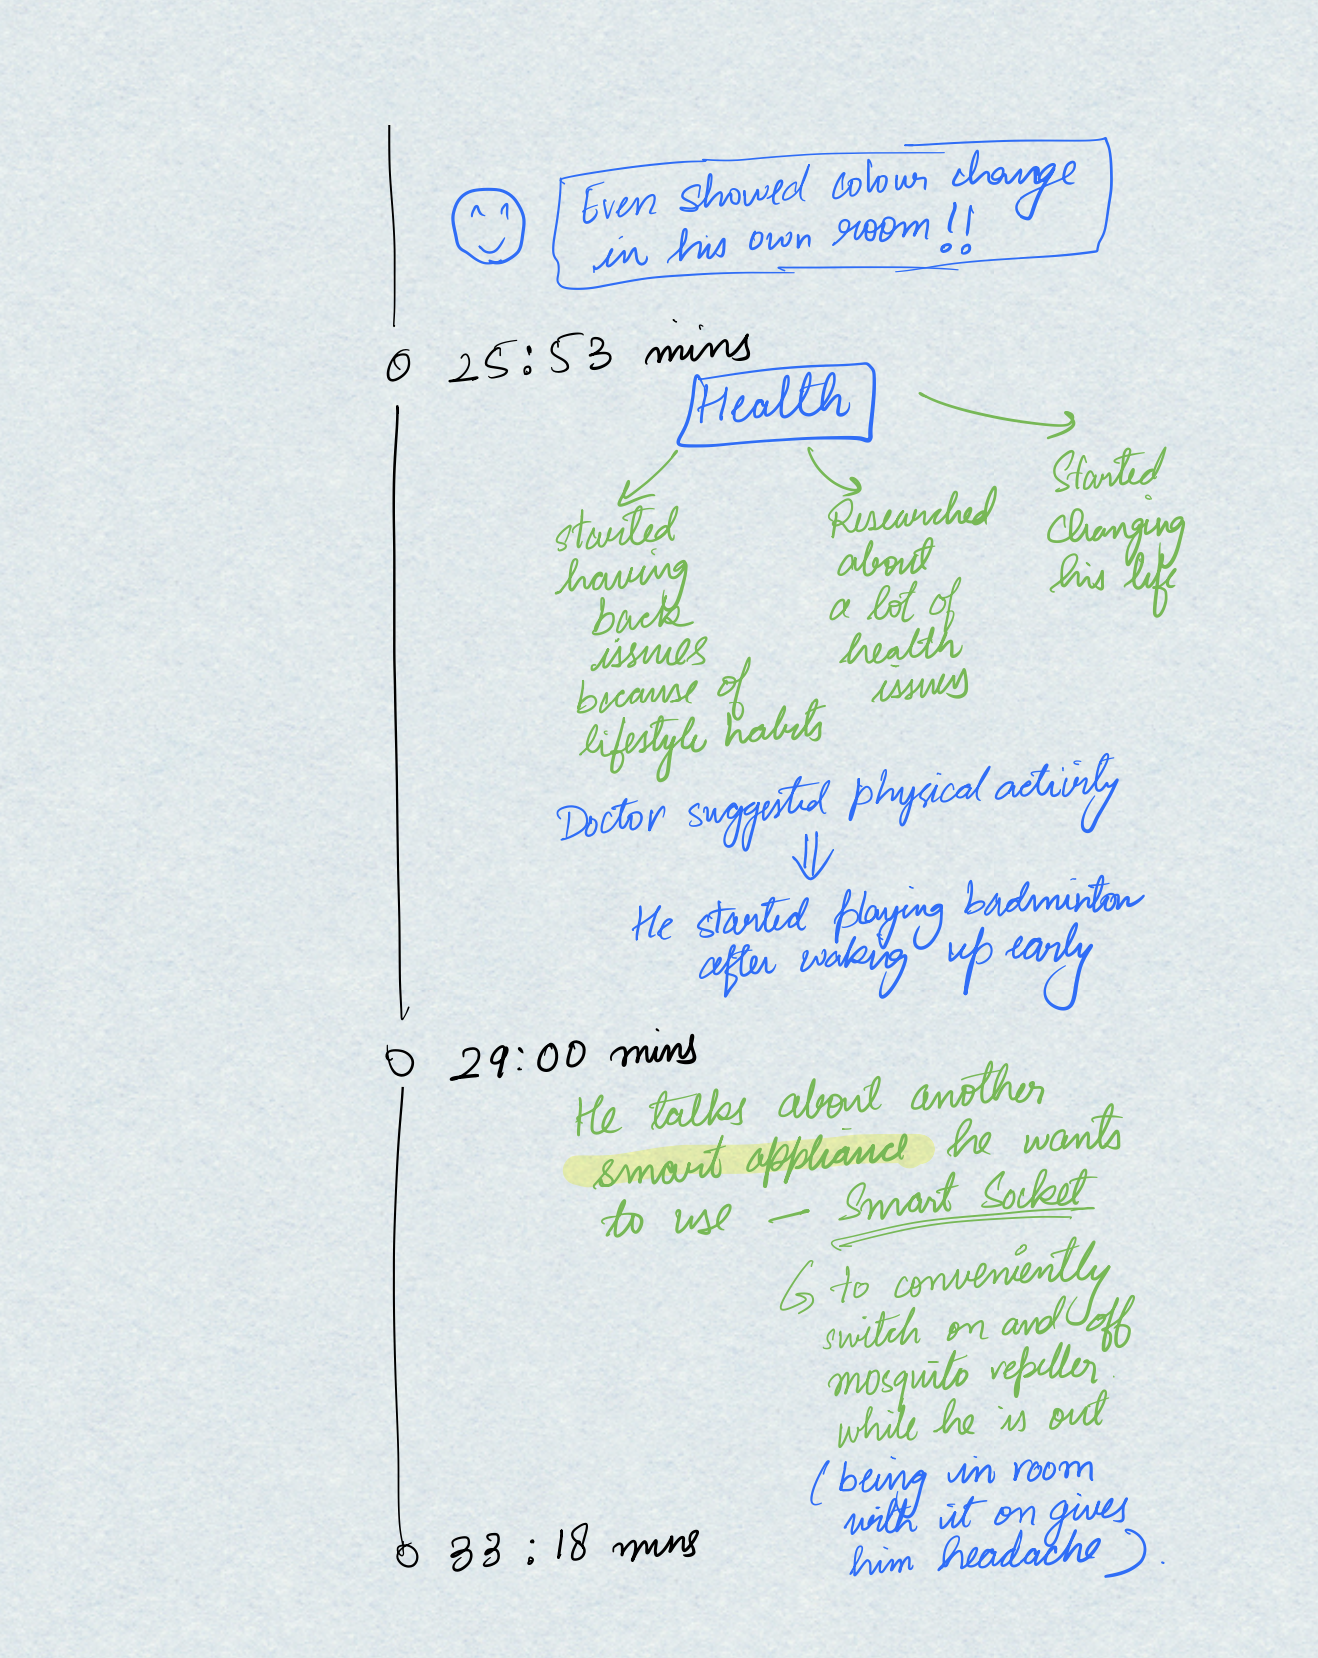 Even showed colour change
in his own room!!
25:53 mins
Health
started
having
back
issues
because of
lifestyle habits
Researched
about
a lot of
health
issues
Started
changing
his life
Doctor suggested physical activity
⇓
He started playing badminton
after waking up early
29:00 mins
He talks about another
smart appliance he wants
to use — Smart Socket
↳ to conveniently
switch on and off
mosquito repeller
while he is out
(being in room
with it on gives
him headache).
33:18 mins